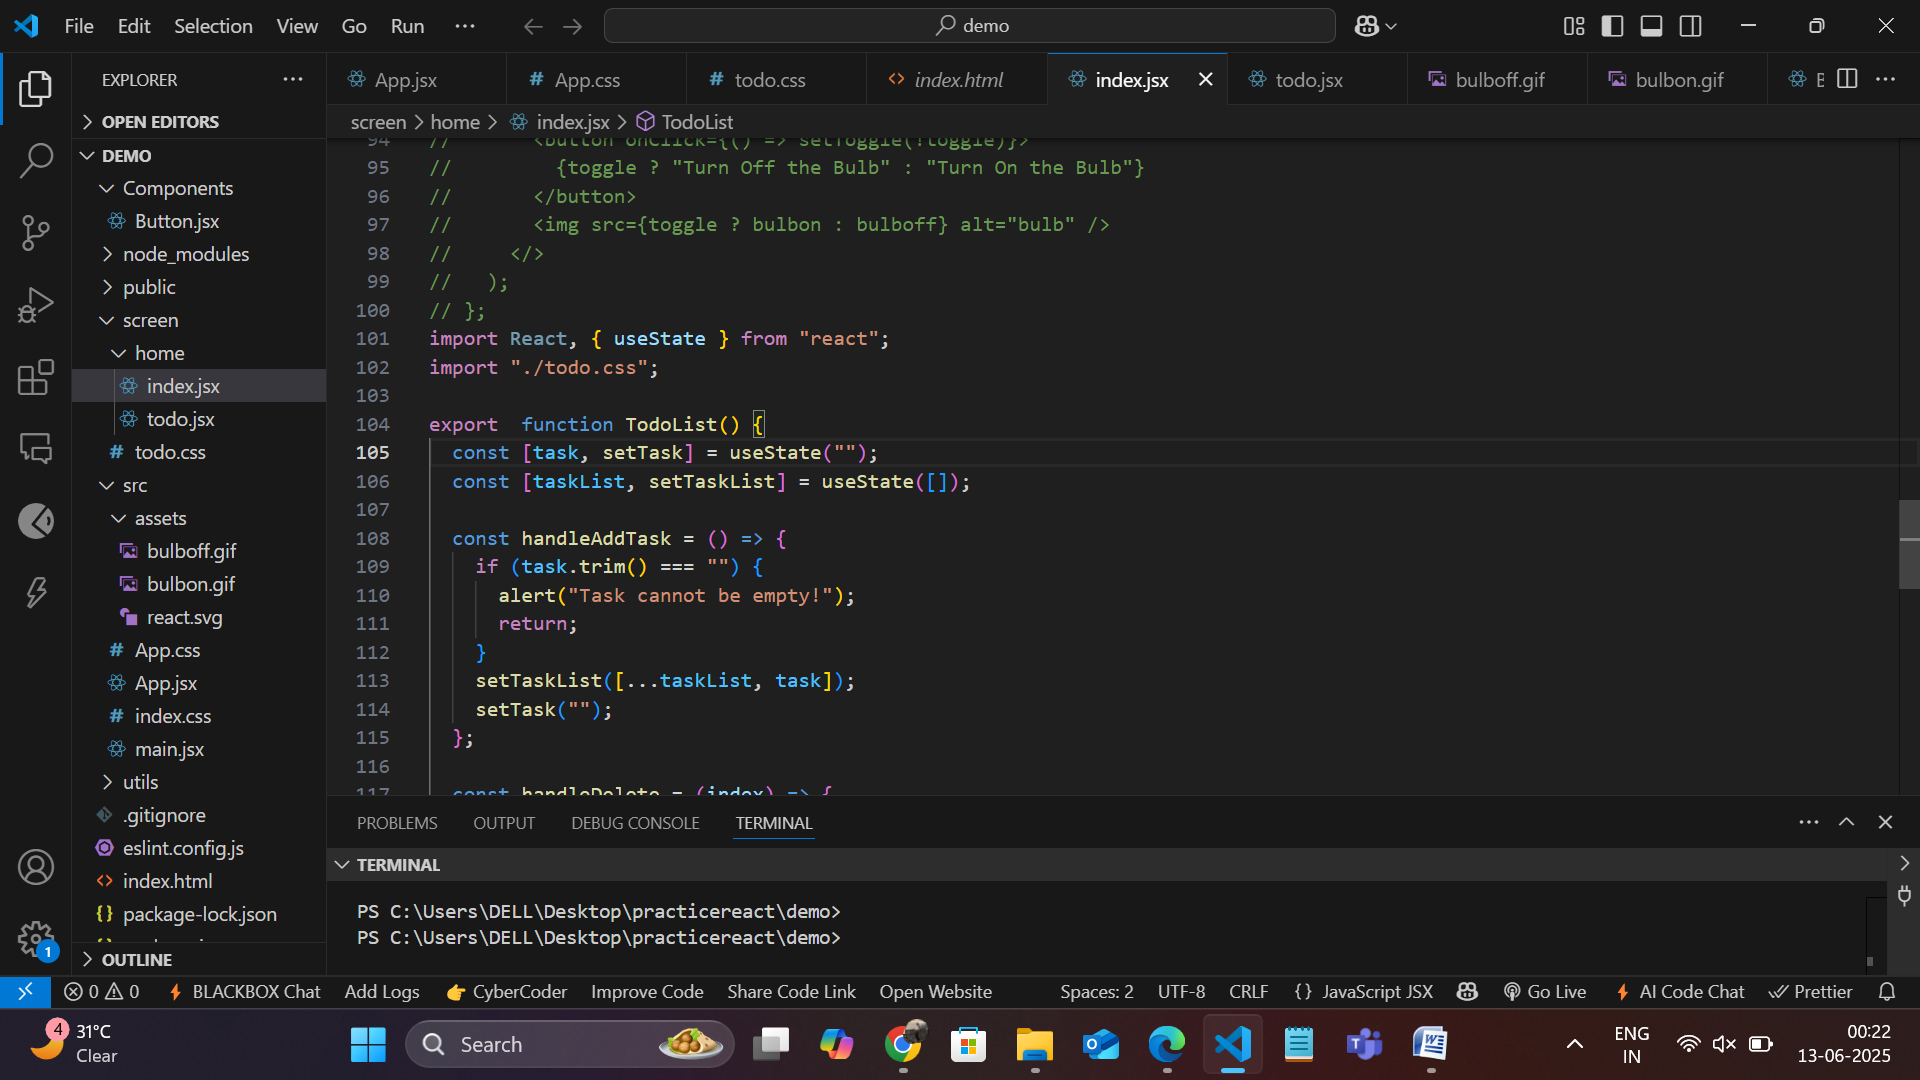 File Edit Selection View Go Run ··· demo
EXPLORER
OPEN EDITORS
DEMO
Components
Button.jsx
node_modules
public
screen
home
index.jsx
todo.jsx
todo.css
src
assets
bulboff.gif
bulbon.gif
react.svg
App.css
App.jsx
index.css
main.jsx
utils
.gitignore
eslint.config.js
index.html
package-lock.json
OUTLINE
App.jsx App.css todo.css index.html index.jsx todo.jsx bulboff.gif bulbon.gif
screen > home > index.jsx > TodoList
94 // <button onClick={() => setToggle(!toggle)}>
95 // {toggle ? "Turn Off the Bulb" : "Turn On the Bulb"}
96 // </button>
97 // <img src={toggle ? bulbon : bulboff} alt="bulb" />
98 // </>
99 // );
100 // };
101 import React, { useState } from "react";
102 import "./todo.css";
103
104 export  function TodoList() {
105 const [task, setTask] = useState("");
106 const [taskList, setTaskList] = useState([]);
107
108 const handleAddTask = () => {
109 if (task.trim() === "") {
110 alert("Task cannot be empty!");
111 return;
112 }
113 setTaskList([...taskList, task]);
114 setTask("");
115 };
116
117 const handleDelete = (index) => {
PROBLEMS OUTPUT DEBUG CONSOLE TERMINAL
TERMINAL
PS C:\Users\DELL\Desktop\practicereact\demo>
PS C:\Users\DELL\Desktop\practicereact\demo>
1
0 0 BLACKBOX Chat Add Logs CyberCoder Improve Code Share Code Link Open Website Spaces: 2 UTF-8 CRLF {} JavaScript JSX Go Live AI Code Chat Prettier
4 31°C
Clear
Search
ENG
IN
00:22
13-06-2025